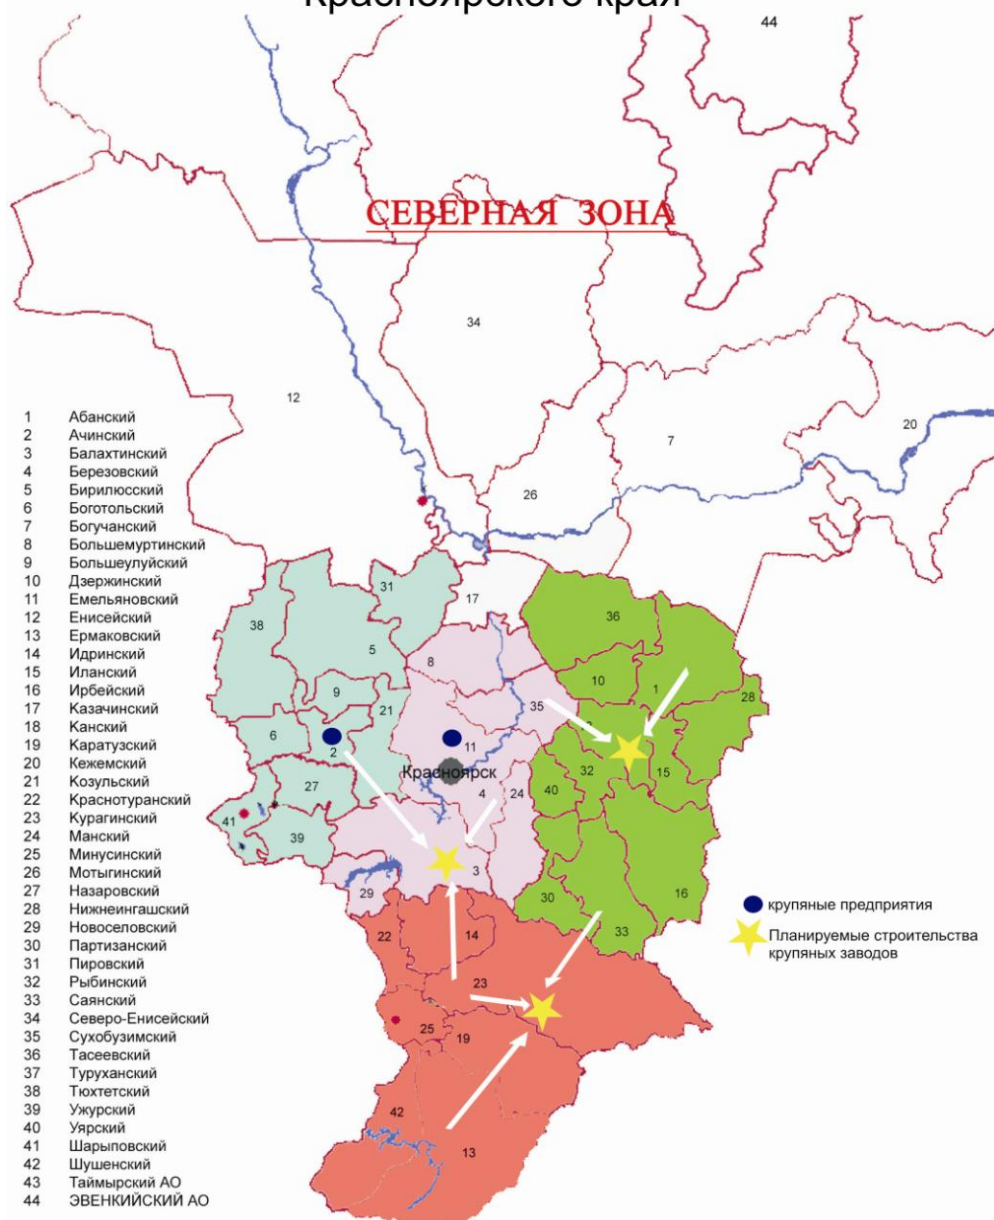 Красноярского края
44
СЕВЕРНАЯ ЗОНА
34
12
7
20
26
1 Абанский
2 Ачинский
3 Балахтинский
4 Березовский
5 Бирилюсский
6 Боготольский
7 Богучанский
8 Большемуртинский
9 Большеулуйский
10 Дзержинский
11 Емельяновский
12 Енисейский
13 Ермаковский
14 Идринский
15 Иланский
16 Ирбейский
17 Казачинский
18 Канский
19 Каратузский
20 Кежемский
21 Козульский
22 Краснотуранский
23 Курагинский
24 Манский
25 Минусинский
26 Мотыгинский
27 Назаровский
28 Нижнеингашский
29 Новоселовский
30 Партизанский
31 Пировский
32 Рыбинский
33 Саянский
34 Северо-Енисейский
35 Сухобузимский
36 Тасеевский
37 Туруханский
38 Тюхтетский
39 Ужурский
40 Уярский
41 Шарыповский
42 Шушенский
43 Таймырский АО
44 ЭВЕНКИЙСКИЙ АО
31
17
36
38
5
8
10
1
9
21
35
28
6
2
11
32
15
Красноярск
27
4
24
40
41
39
3
29
30
16
22
14
33
23
25
19
42
13
крупяные предприятия
Планируемые строительства
крупяных заводов